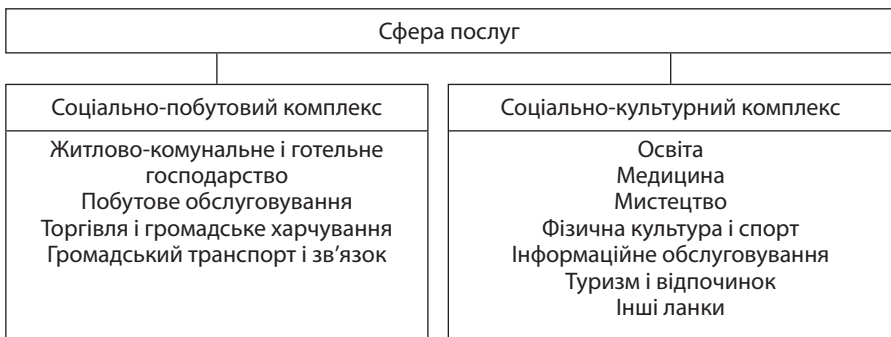 Сфера послуг
Соціально-побутовий комплекс
Житлово-комунальне і готельне
господарство
Побутове обслуговування
Торгівля і громадське харчування
Громадський транспорт і зв’язок
Соціально-культурний комплекс
Освіта
Медицина
Мистецтво
Фізична культура і спорт
Інформаційне обслуговування
Туризм і відпочинок
Інші ланки